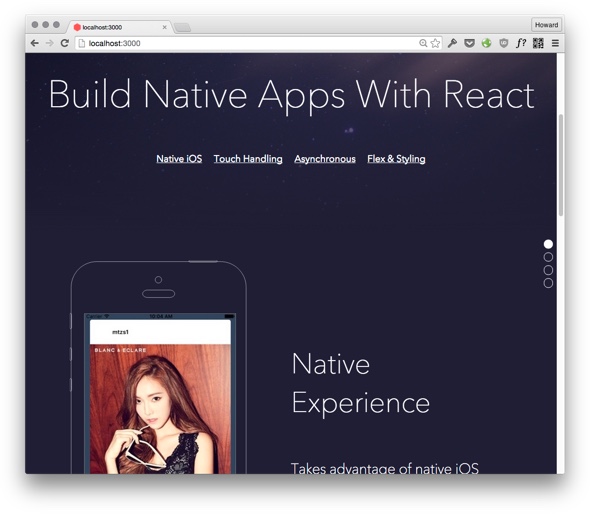 localhost:3000
Howard
localhost:3000
f?
Build Native Apps With React
Native iOS Touch Handling Asynchronous Flex & Styling
10:04 AM
mtzs1
BLANC & ECLARE
Native
Experience
Takes advantage of native iOS